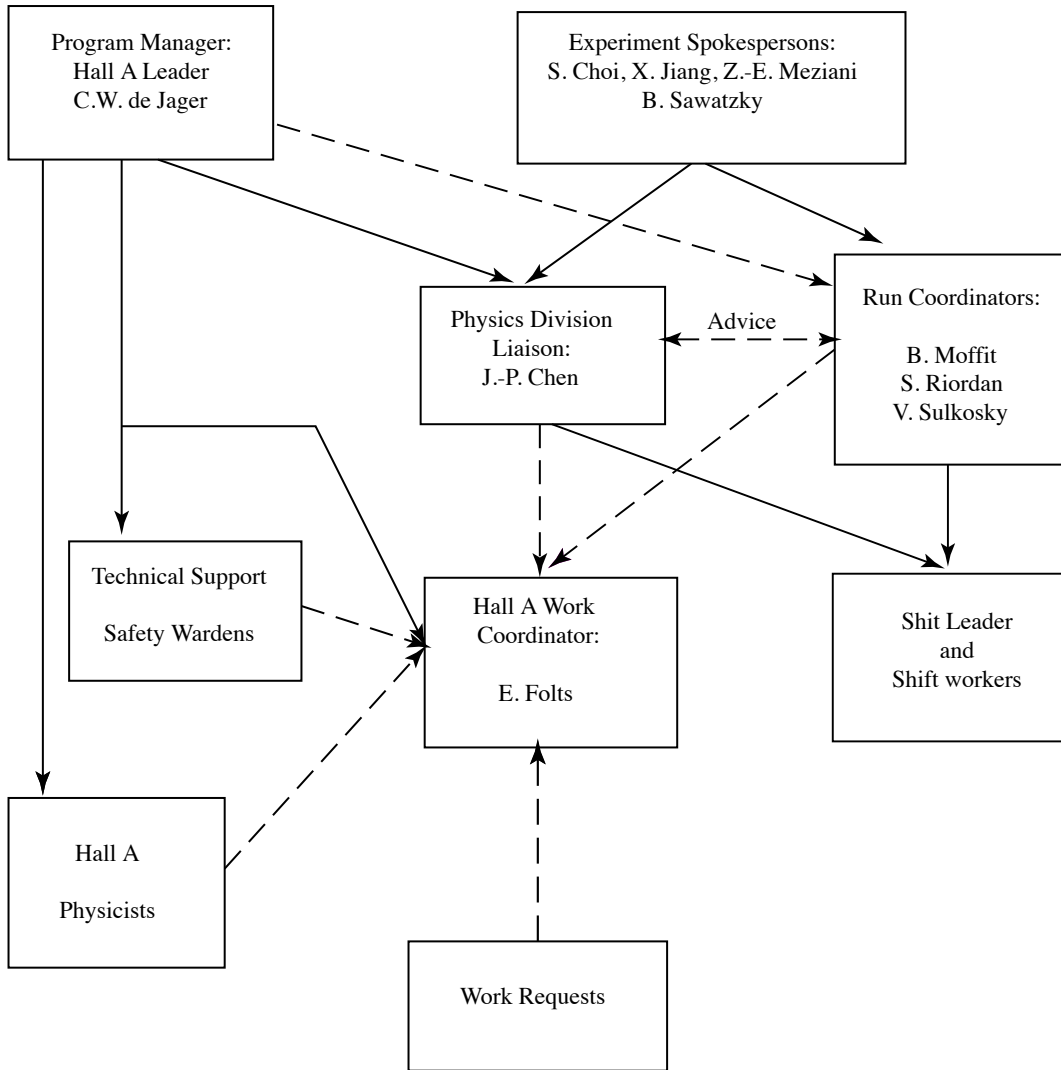 Program Manager:
Hall A Leader
C.W. de Jager
Experiment Spokespersons:
S. Choi, X. Jiang, Z.-E. Meziani
B. Sawatzky
Physics Division
Liaison:
J.-P. Chen
Advice
Run Coordinators:
B. Moffit
S. Riordan
V. Sulkosky
Technical Support
Safety Wardens
Hall A Work
Coordinator:
E. Folts
Shit Leader
and
Shift workers
Hall A
Physicists
Work Requests